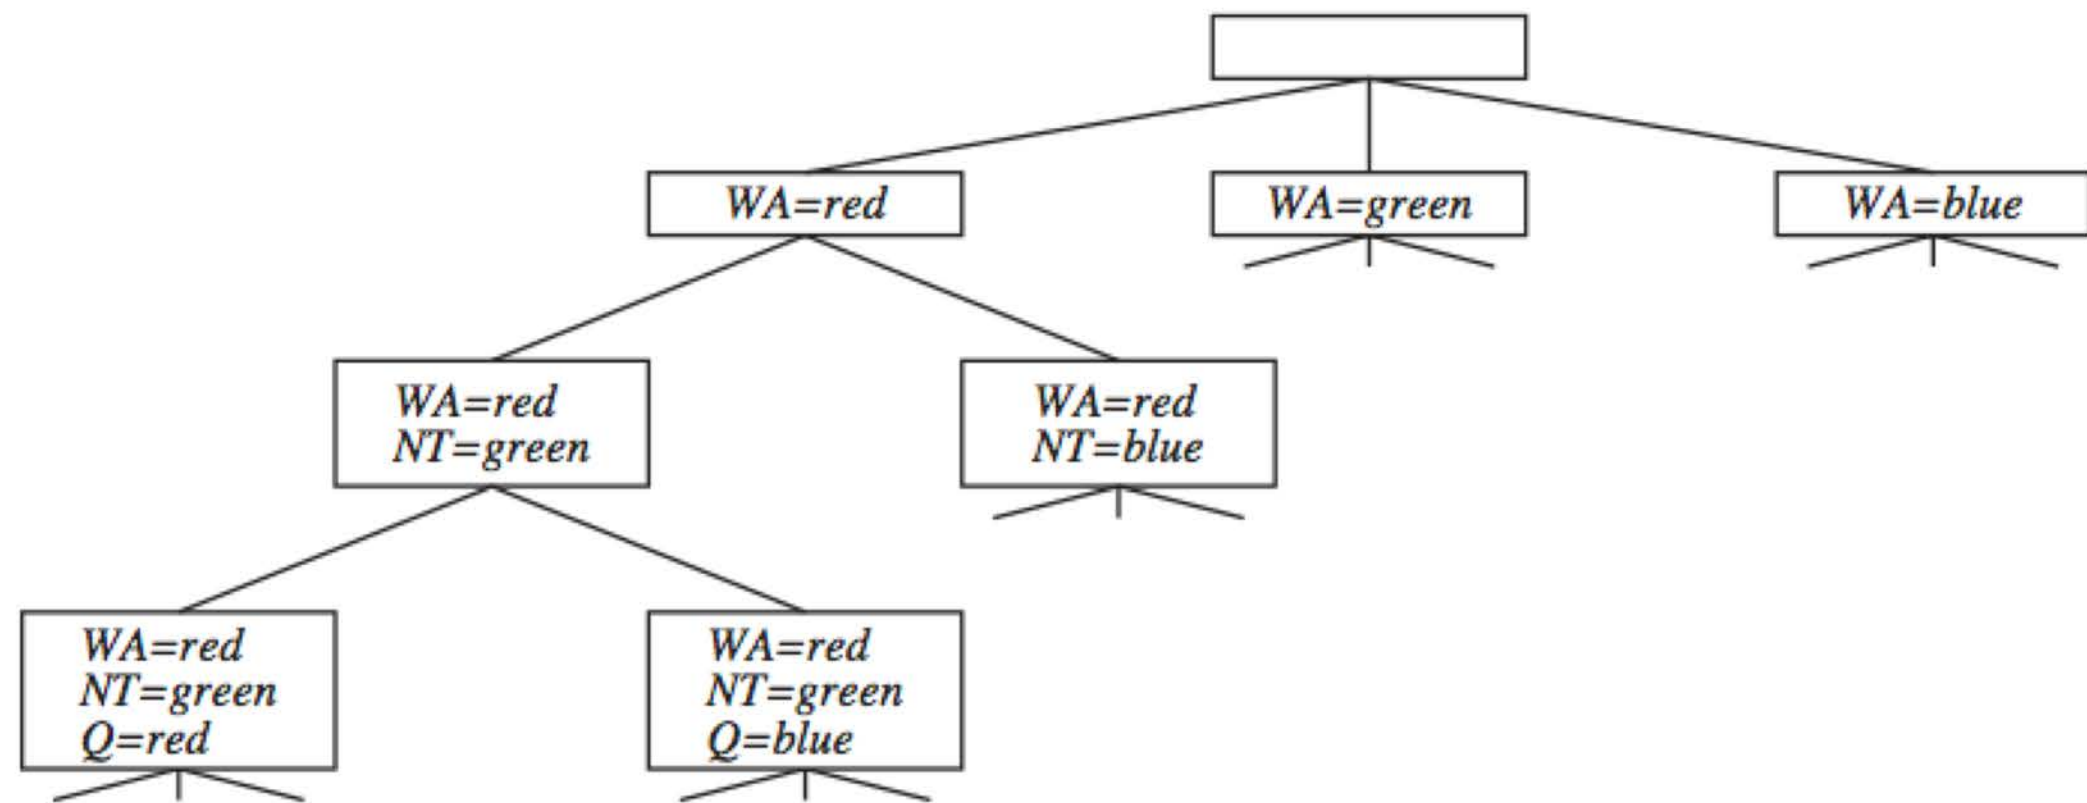 WA=red
WA=green
WA=blue
WA=red
NT=green
WA=red
NT=blue
WA=red
NT=green
Q=red
WA=red
NT=green
Q=blue